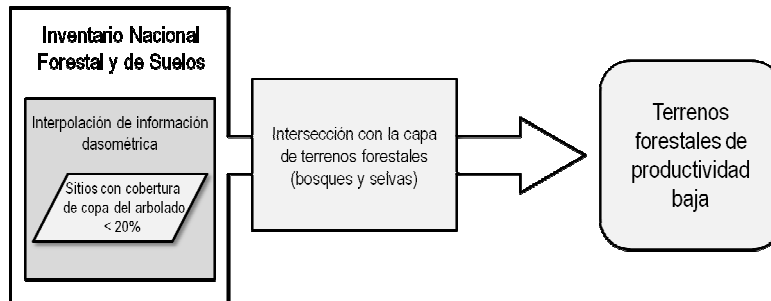 Inventario Nacional
Forestal y de Suelos
Interpolación de información
dasométrica
Sitios con cobertura
de copa del arbolado
< 20%
Intersección con la capa
de terrenos forestales
(bosques y selvas)
Terrenos
forestales de
productividad
baja